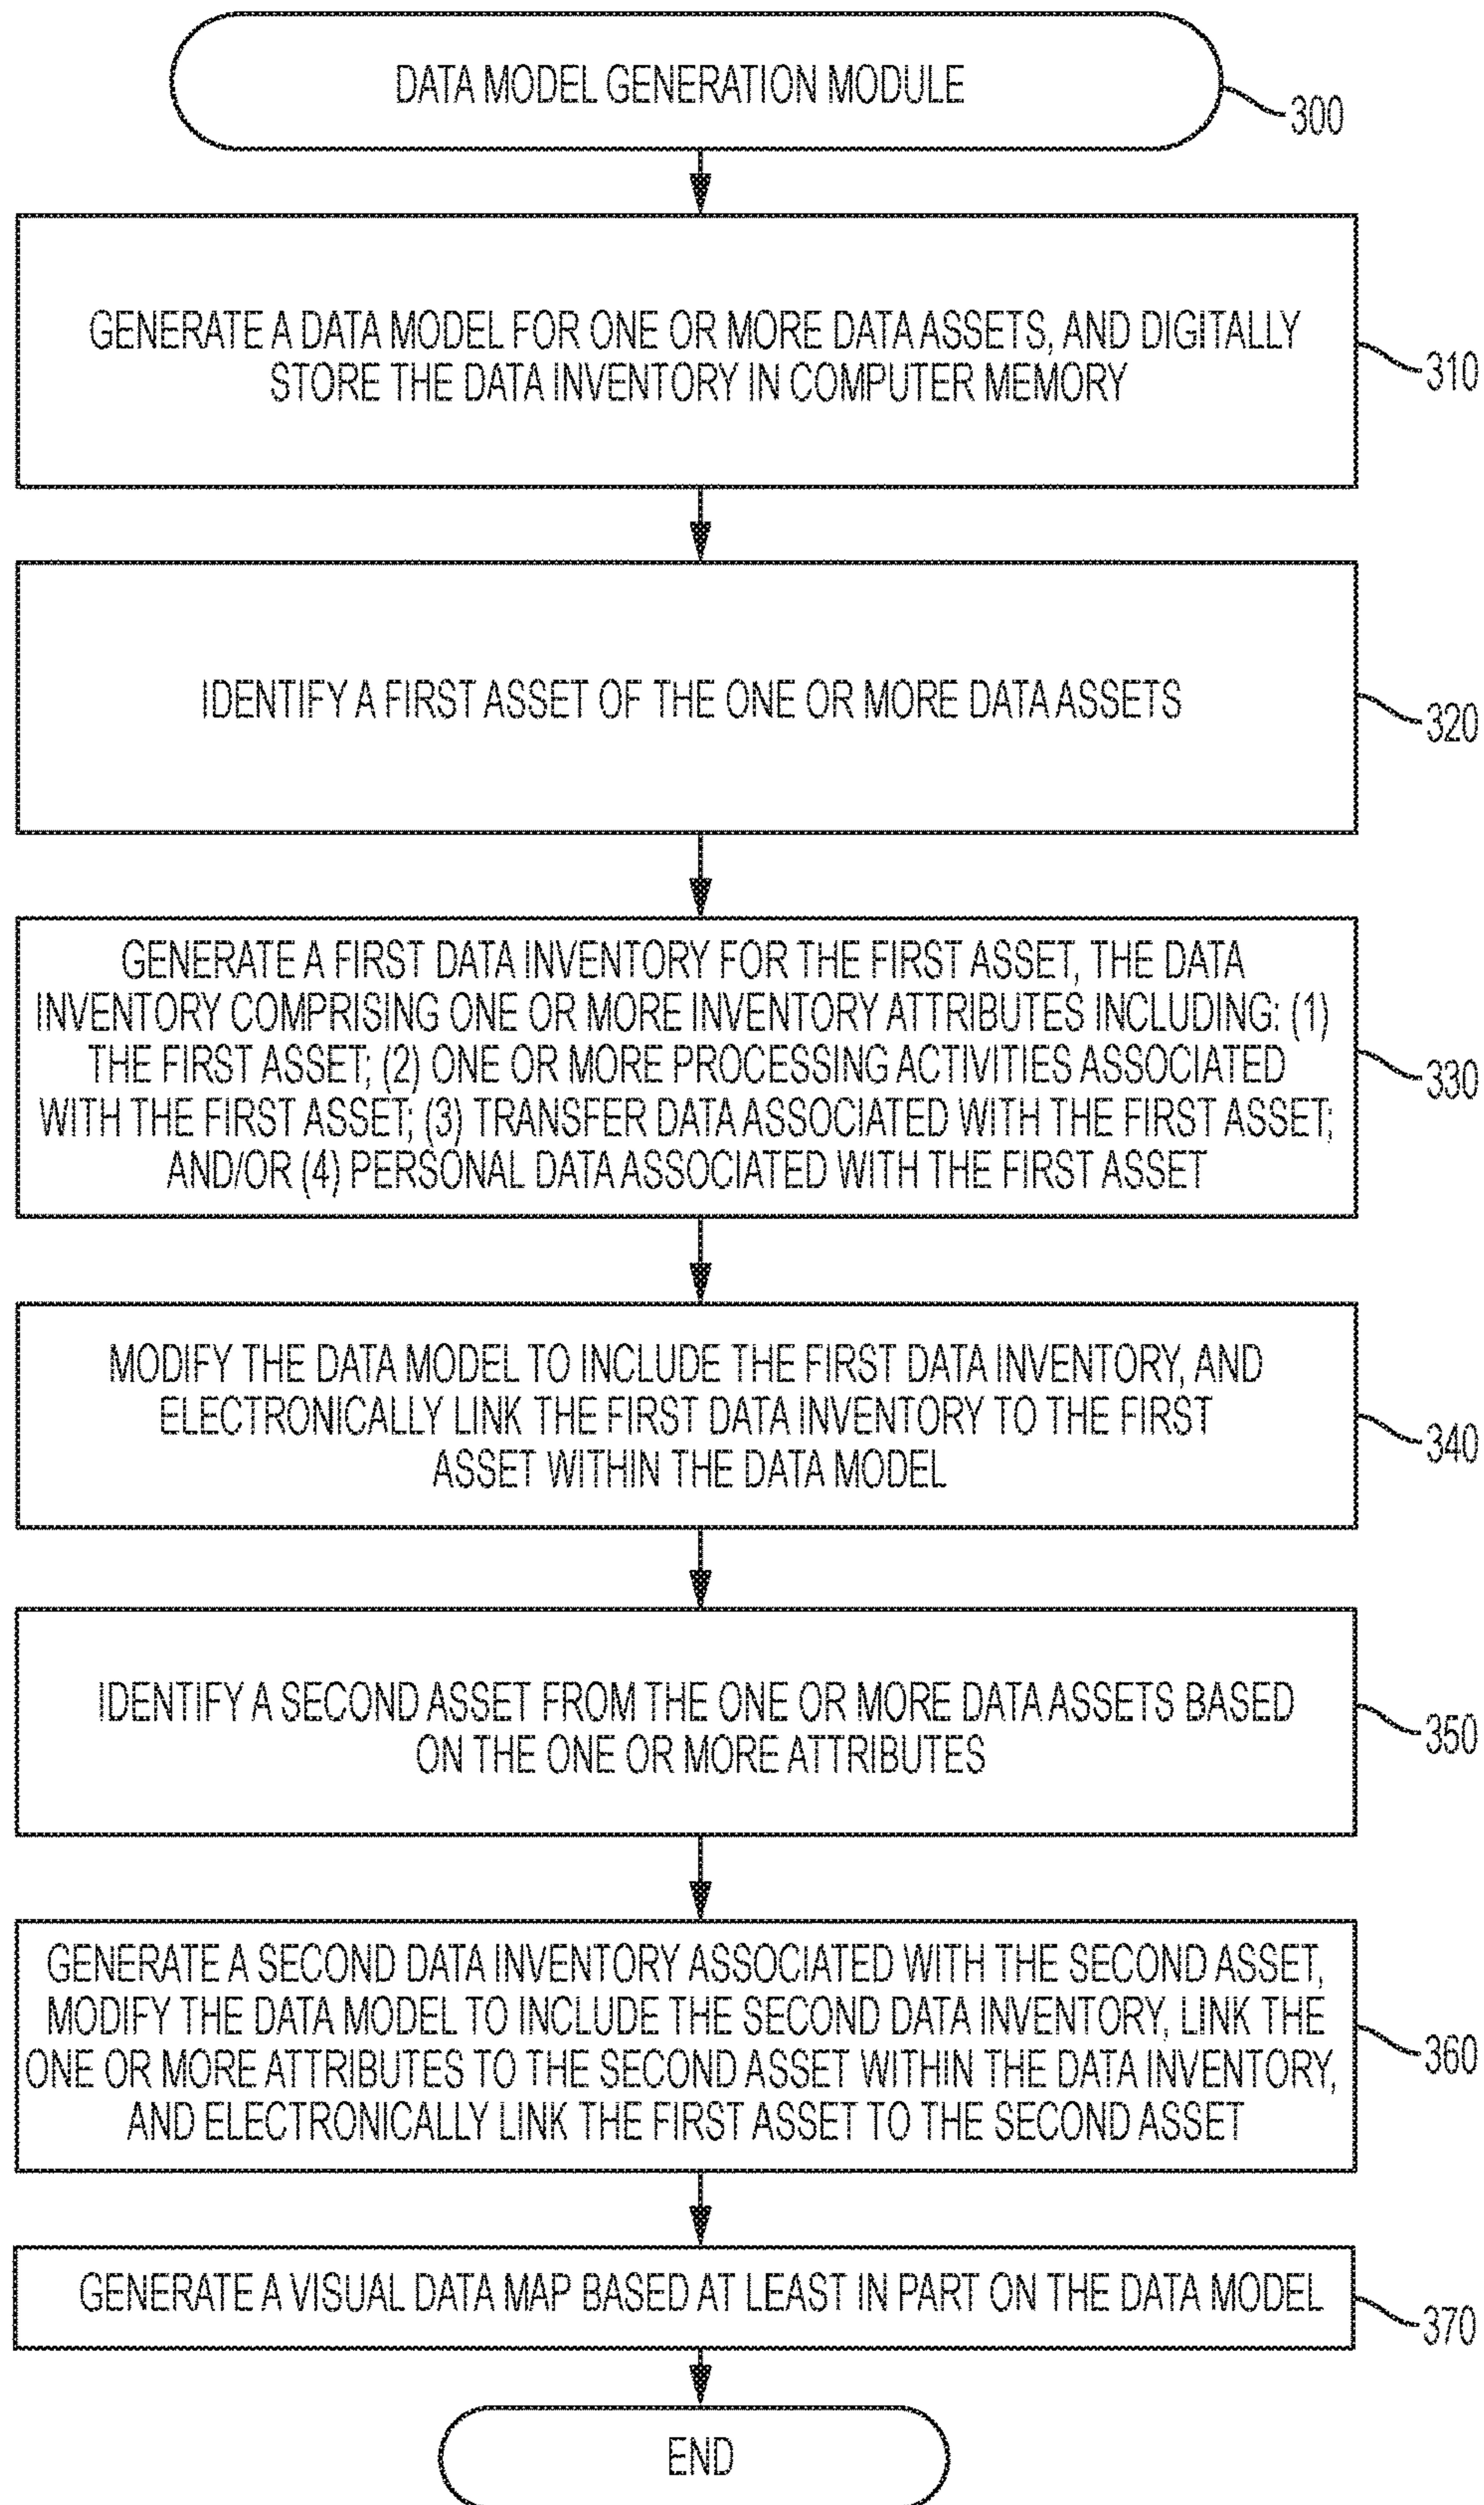 DATA MODEL GENERATION MODULE
300
GENERATE A DATA MODEL FOR ONE OR MORE DATA ASSETS, AND DIGITALLY
STORE THE DATA INVENTORY IN COMPUTER MEMORY
310
IDENTIFY A FIRST ASSET OF THE ONE OR MORE DATA ASSETS
320
GENERATE A FIRST DATA INVENTORY FOR THE FIRST ASSET, THE DATA
INVENTORY COMPRISING ONE OR MORE INVENTORY ATTRIBUTES INCLUDING: (1)
THE FIRST ASSET; (2) ONE OR MORE PROCESSING ACTIVITIES ASSOCIATED
WITH THE FIRST ASSET; (3) TRANSFER DATA ASSOCIATED WITH THE FIRST ASSET;
AND/OR (4) PERSONAL DATA ASSOCIATED WITH THE FIRST ASSET
330
MODIFY THE DATA MODEL TO INCLUDE THE FIRST DATA INVENTORY, AND
ELECTRONICALLY LINK THE FIRST DATA INVENTORY TO THE FIRST
ASSET WITHIN THE DATA MODEL
340
IDENTIFY A SECOND ASSET FROM THE ONE OR MORE DATA ASSETS BASED
ON THE ONE OR MORE ATTRIBUTES
350
GENERATE A SECOND DATA INVENTORY ASSOCIATED WITH THE SECOND ASSET,
MODIFY THE DATA MODEL TO INCLUDE THE SECOND DATA INVENTORY, LINK THE
ONE OR MORE ATTRIBUTES TO THE SECOND ASSET WITHIN THE DATA INVENTORY,
AND ELECTRONICALLY LINK THE FIRST ASSET TO THE SECOND ASSET
360
GENERATE A VISUAL DATA MAP BASED AT LEAST IN PART ON THE DATA MODEL
370
END